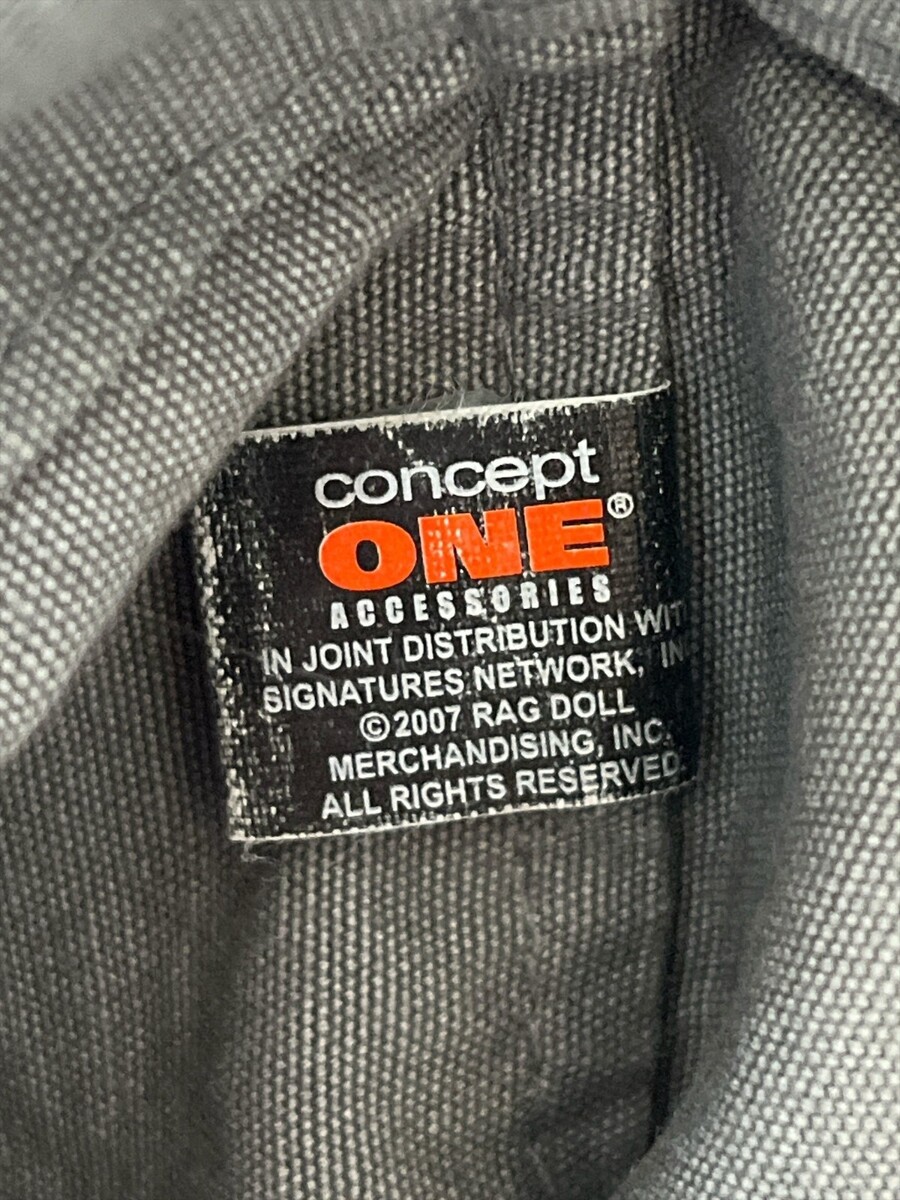 concept
ONE®
ACCESSORIES
IN JOINT DISTRIBUTION WIT
SIGNATURES NETWORK, IN
©2007 RAG DOLL
MERCHANDISING, INC.
ALL RIGHTS RESERVED.